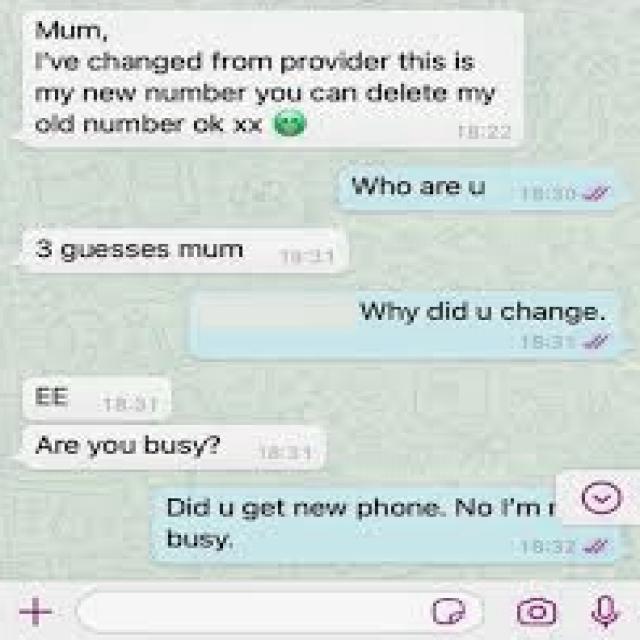 Mum,
I've changed from provider this is
my new number you can delete my
old number ok xx
18:22
Who are u 18:30
3 guesses mum 18:31
Why did u change.
18:31
EE 18:31
Are you busy? 18:31
Did u get new phone. No I'm
busy.
18:32